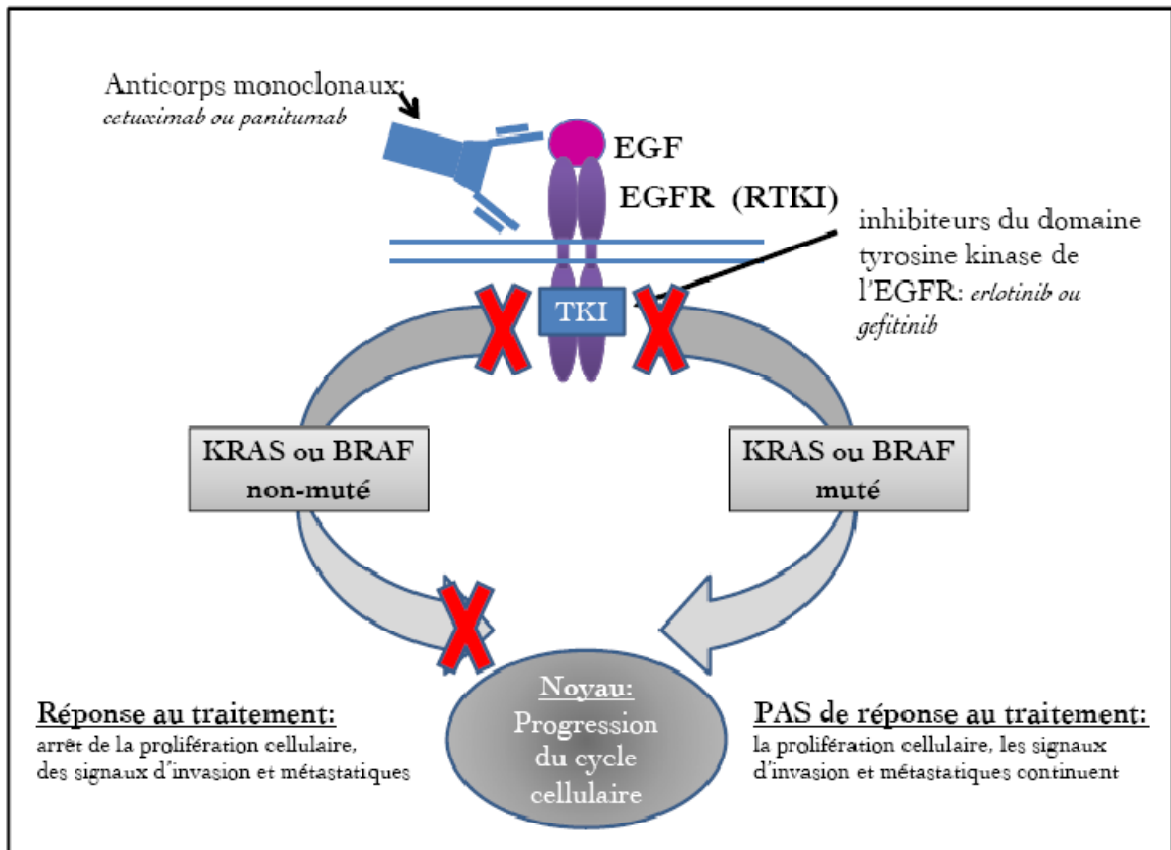 Anticorps monoclonaux:
cetuximab ou panitumab
EGF
EGFR (RTKI)
inhibiteurs du domaine
tyrosine kinase de
l'EGFR: erlotinib ou
gefitinib
TKI
KRAS ou BRAF
non-muté
KRAS ou BRAF
muté
Noyau:
Progression
du cycle
cellulaire
Réponse au traitement:
arrêt de la prolifération cellulaire,
des signaux d'invasion et métastatiques
PAS de réponse au traitement:
la prolifération cellulaire, les signaux
d'invasion et métastatiques continuent